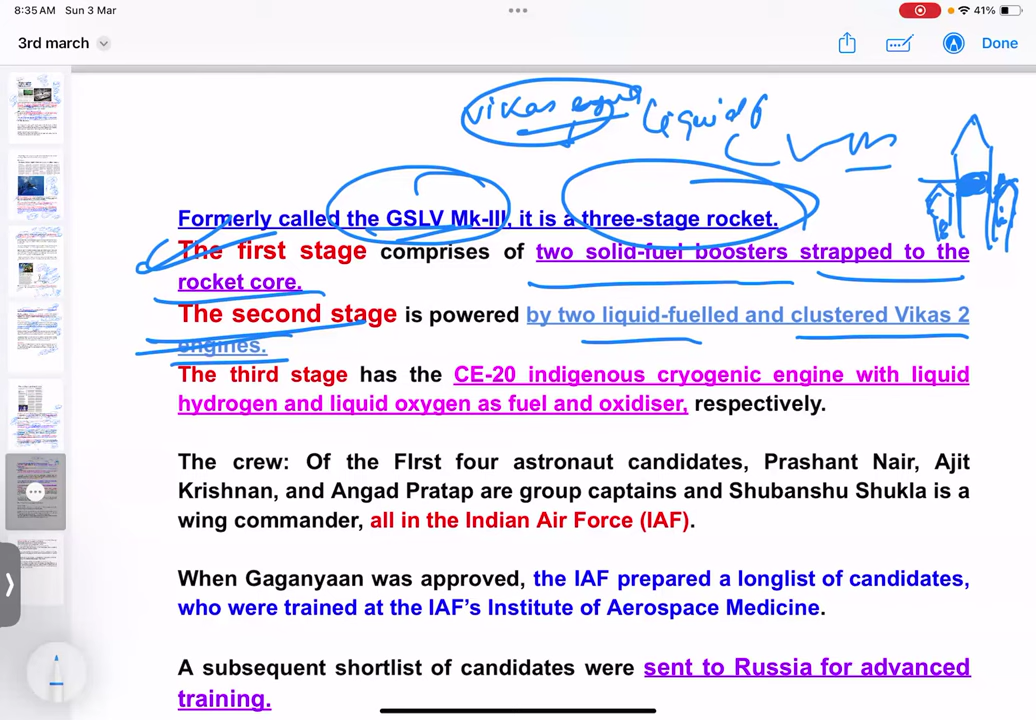 8:35 AM Sun 3 Mar
41%
3rd march
Done
Vikas engine
liquid
Formerly called the GSLV Mk-III, it is a three-stage rocket.
The first stage comprises of two solid-fuel boosters strapped to the
rocket core.
The second stage is powered by two liquid-fuelled and clustered Vikas 2
engines.
The third stage has the CE-20 indigenous cryogenic engine with liquid
hydrogen and liquid oxygen as fuel and oxidiser, respectively.
The crew: Of the FIrst four astronaut candidates, Prashant Nair, Ajit
Krishnan, and Angad Pratap are group captains and Shubanshu Shukla is a
wing commander, all in the Indian Air Force (IAF).
When Gaganyaan was approved, the IAF prepared a longlist of candidates,
who were trained at the IAF’s Institute of Aerospace Medicine.
A subsequent shortlist of candidates were sent to Russia for advanced
training.